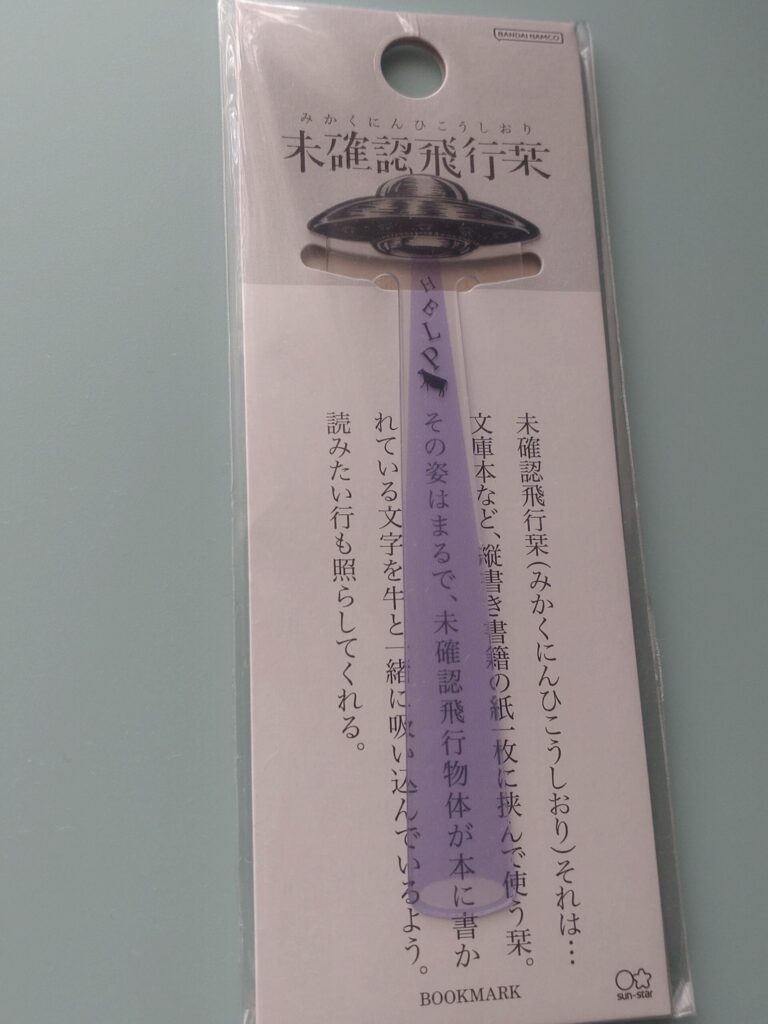 BANDAI NAMCO
みかくにんひこうしおり
未確認飛行栞
HELP
未確認飛行栞(みかくにんひこうしおり)それは…
文庫本など、縦書き書籍の紙一枚に挟んで使う栞。
その姿はまるで、未確認飛行物体が本に書か
れている文字を牛と一緒に吸い込んでいるよう。
読みたい行も照らしてくれる。
BOOKMARK
sun-star